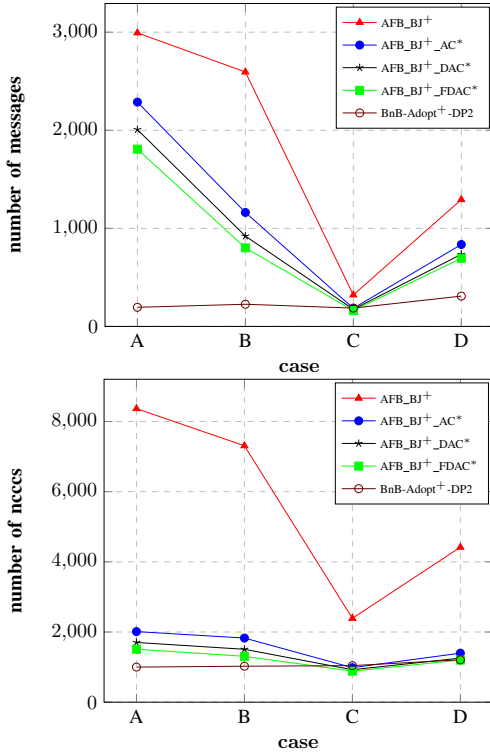 3,000
2,000
1,000
0
number of messages
A B C D
case
AFB_BJ⁺
AFB_BJ⁺_AC*
AFB_BJ⁺_DAC*
AFB_BJ⁺_FDAC*
BnB-Adopt⁺-DP2
8,000
6,000
4,000
2,000
0
number of ncccs
A B C D
case
AFB_BJ⁺
AFB_BJ⁺_AC*
AFB_BJ⁺_DAC*
AFB_BJ⁺_FDAC*
BnB-Adopt⁺-DP2